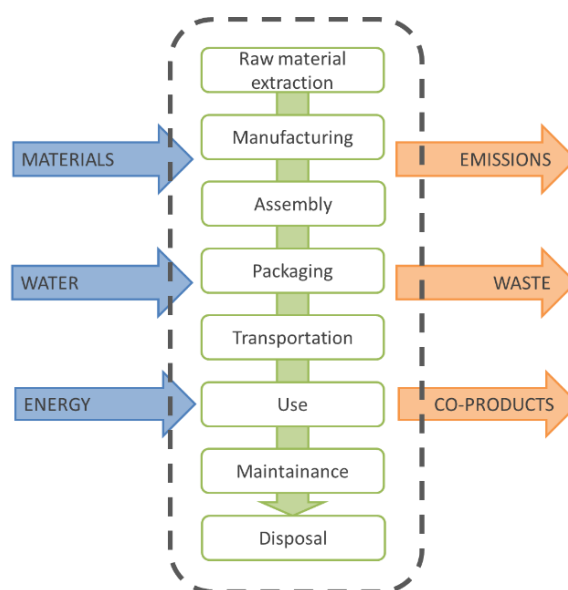 Raw material
extraction
Manufacturing
MATERIALS
EMISSIONS
Assembly
Packaging
WATER
WASTE
Transportation
Use
ENERGY
CO-PRODUCTS
Maintainance
Disposal